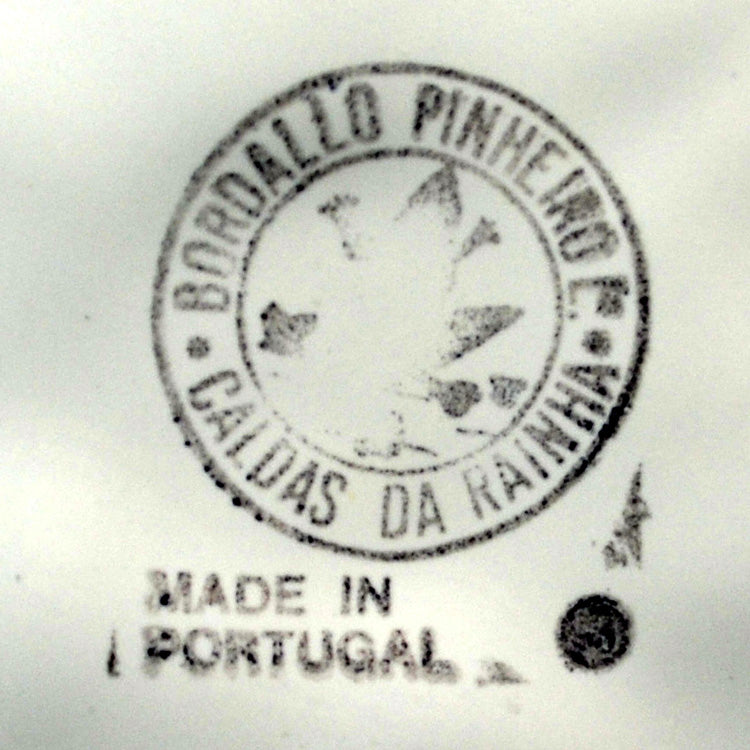 BORDALLO PINHEIRO L.
• CALDAS DA RAINHA •
MADE IN
PORTUGAL